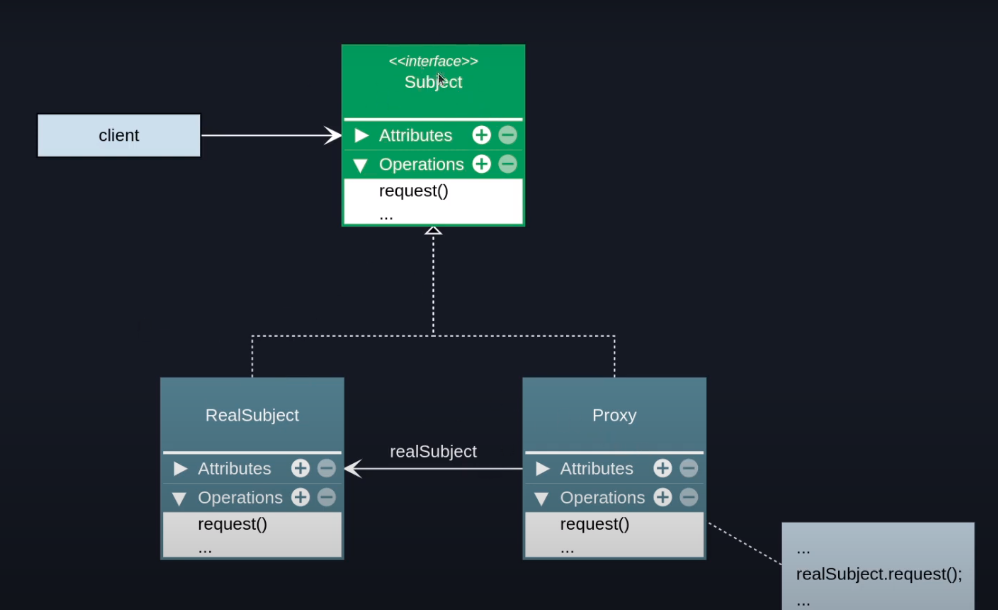 <<interface>>
Subject
client
Attributes
Operations
request()
...
RealSubject
Attributes
Operations
request()
...
realSubject
Proxy
Attributes
Operations
request()
...
...
realSubject.request();
...